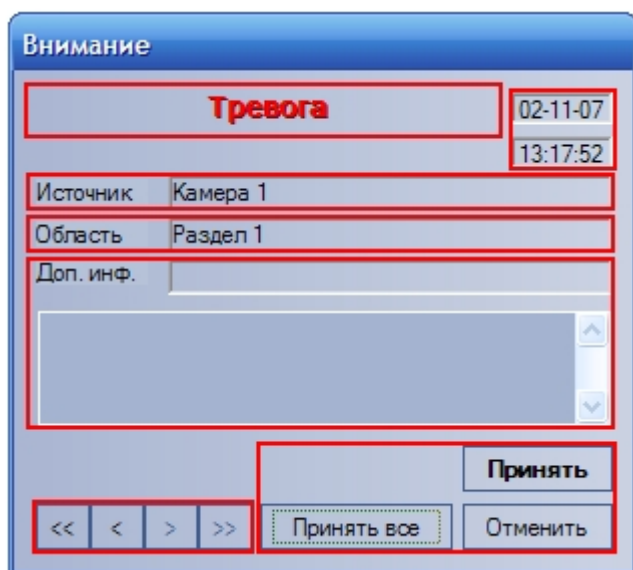 Внимание
Тревога
02-11-07
13:17:52
Источник Камера 1
Область Раздел 1
Доп. инф.
Принять
<< < > >> Принять все Отменить